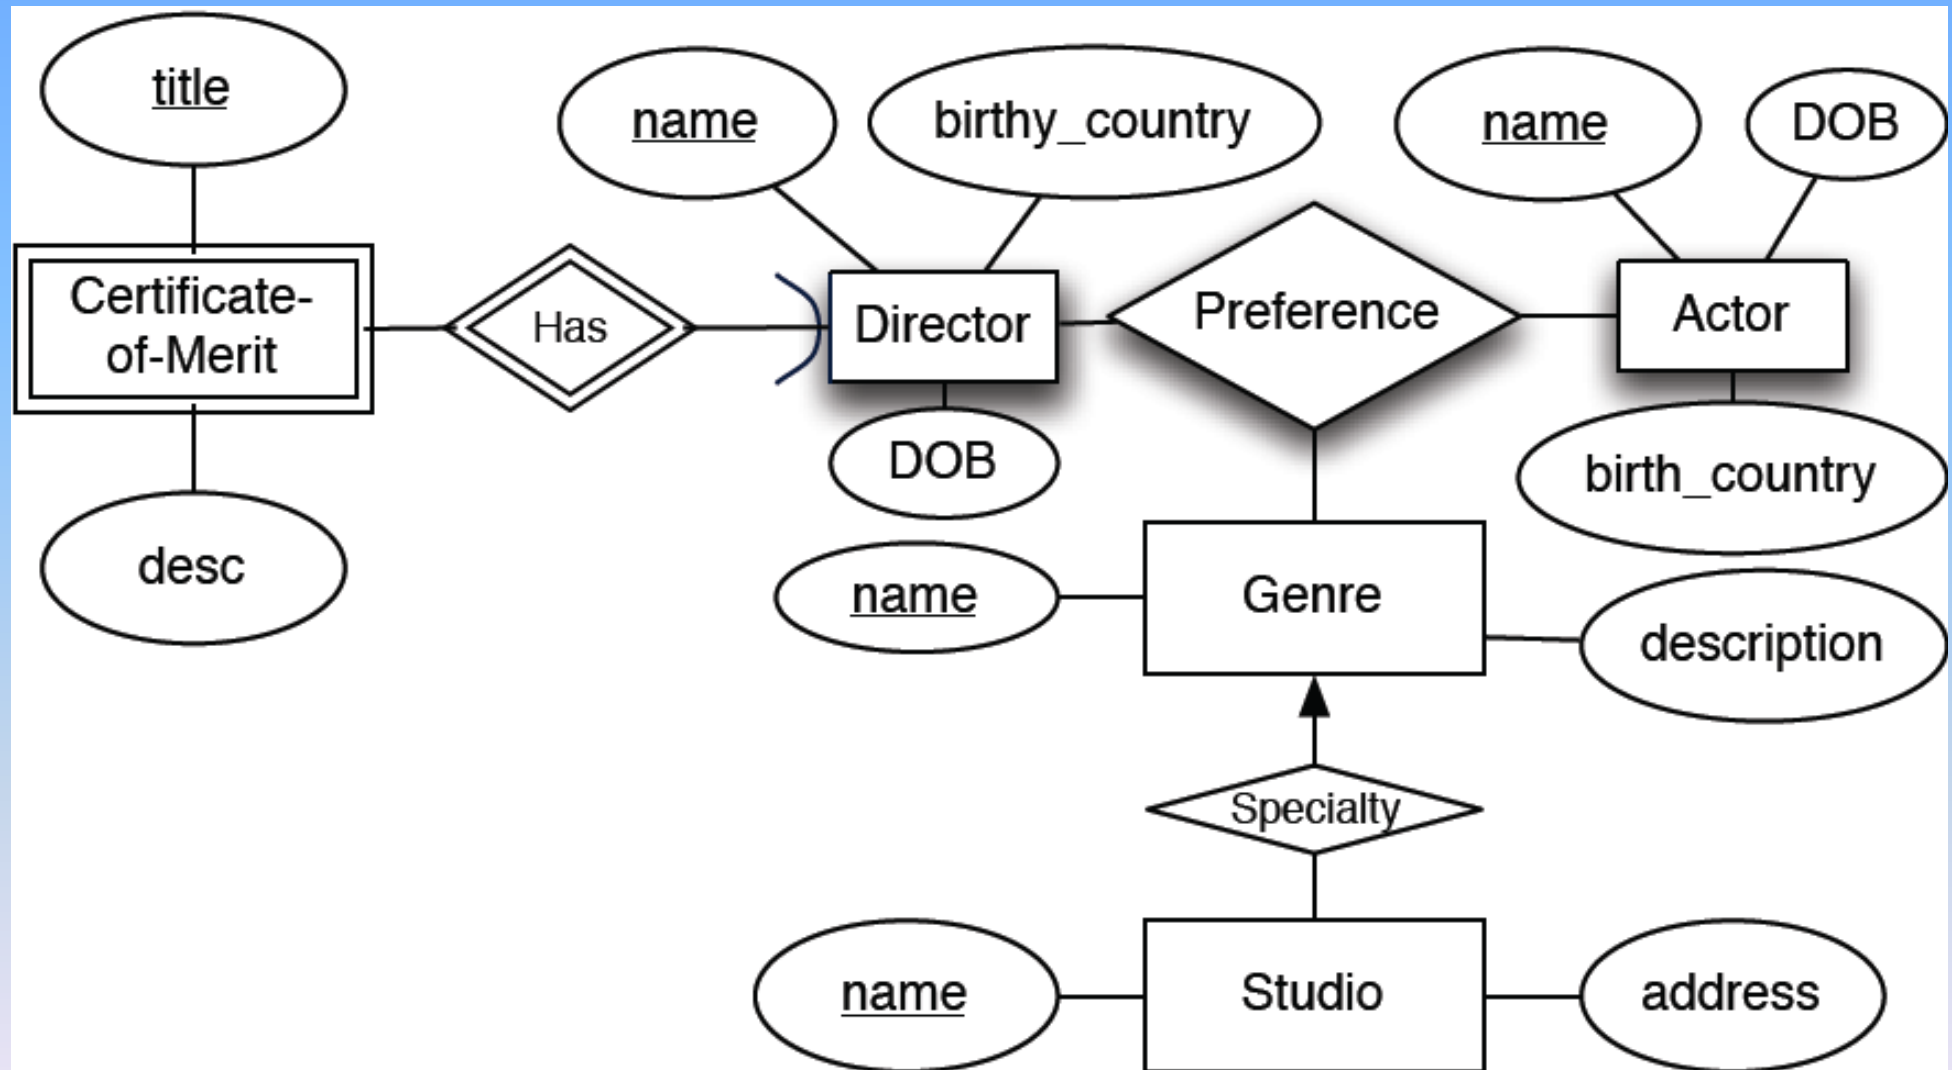 title
name
birthy_country
name
DOB
Certificate-
of-Merit
Has
Director
Preference
Actor
DOB
birth_country
desc
name
Genre
description
Specialty
name
Studio
address